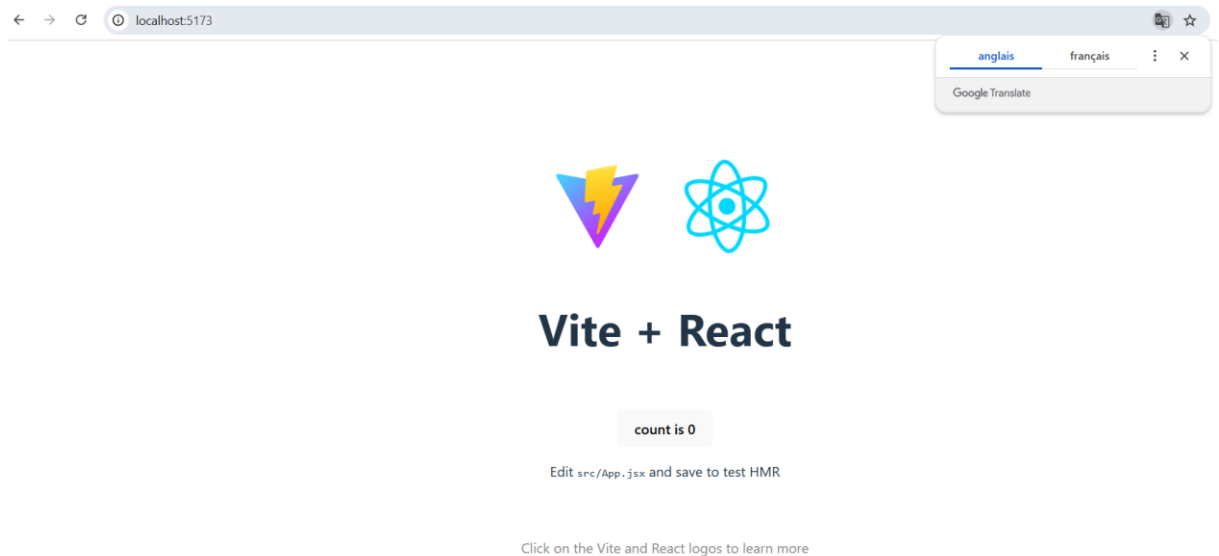 localhost:5173
anglais français
Google Translate
Vite + React
count is 0
Edit src/App.jsx and save to test HMR
Click on the Vite and React logos to learn more